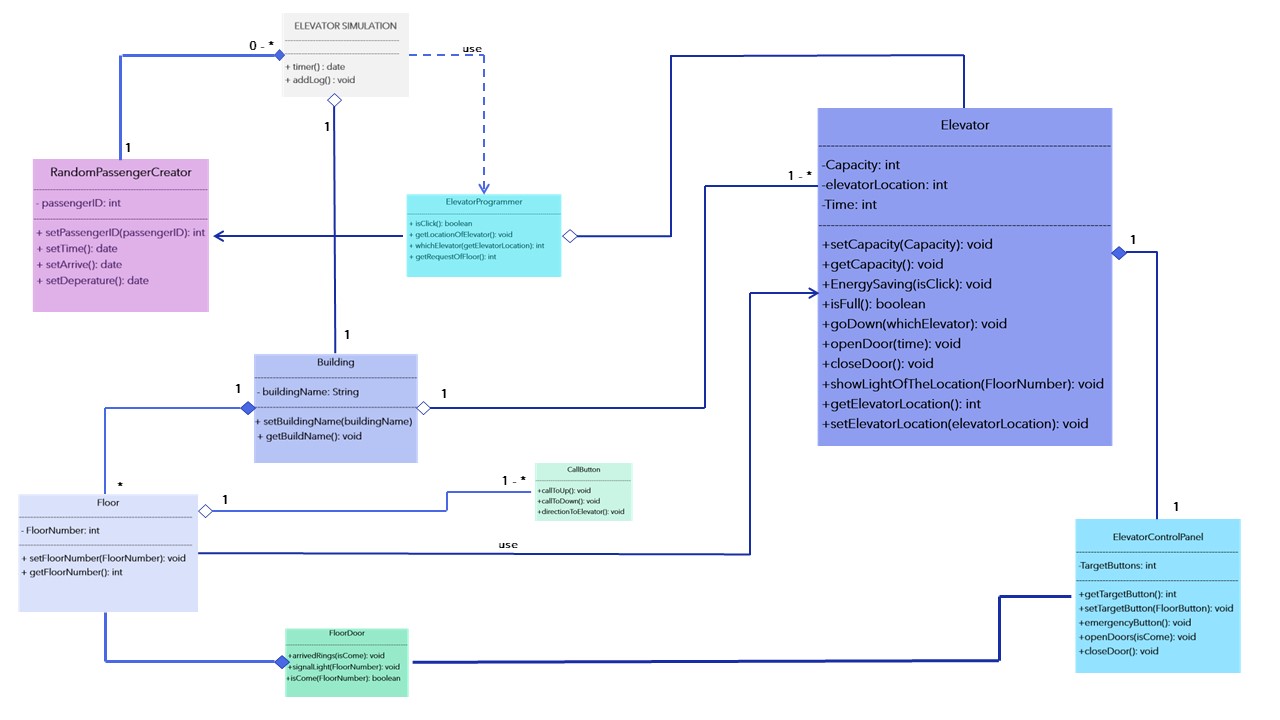 ELEVATOR SIMULATION
+ timer() : date
+ addLog() : void
0 - *
use
1
1
RandomPassengerCreator
- passengerID: int
+ setPassengerID(passengerID): int
+ setTime(): date
+ setArrive(): date
+ setDeperature(): date
ElevatorProgrammer
+ isClick(): boolean
+ getLocationOfElevator(): void
+ whichElevator(getElevatorLocation): int
+ getRequestOfFloor(): int
Elevator
-Capacity: int
-elevatorLocation: int
-Time: int
+setCapacity(Capacity): void
+getCapacity(): void
+EnergySaving(isClick): void
+isFull(): boolean
+goDown(whichElevator): void
+openDoor(time): void
+closeDoor(): void
+showLightOfTheLocation(FloorNumber): void
+getElevatorLocation(): int
+setElevatorLocation(elevatorLocation): void
1 - *
1
1
Building
- buildingName: String
+ setBuildingName(buildingName)
+ getBuildName(): void
1
1
*
Floor
- FloorNumber: int
+ setFloorNumber(FloorNumber): void
+ getFloorNumber(): int
1
1 - *
CallButton
+callToUp(): void
+callToDown(): void
+directionToElevator(): void
use
1
ElevatorControlPanel
-TargetButtons: int
+getTargetButton(): int
+setTargetButton(FloorButton): void
+emergencyButton(): void
+openDoors(isCome): void
+closeDoor(): void
FloorDoor
+arrivedRings(isCome): void
+signalLight(FloorNumber): void
+isCome(FloorNumber): boolean